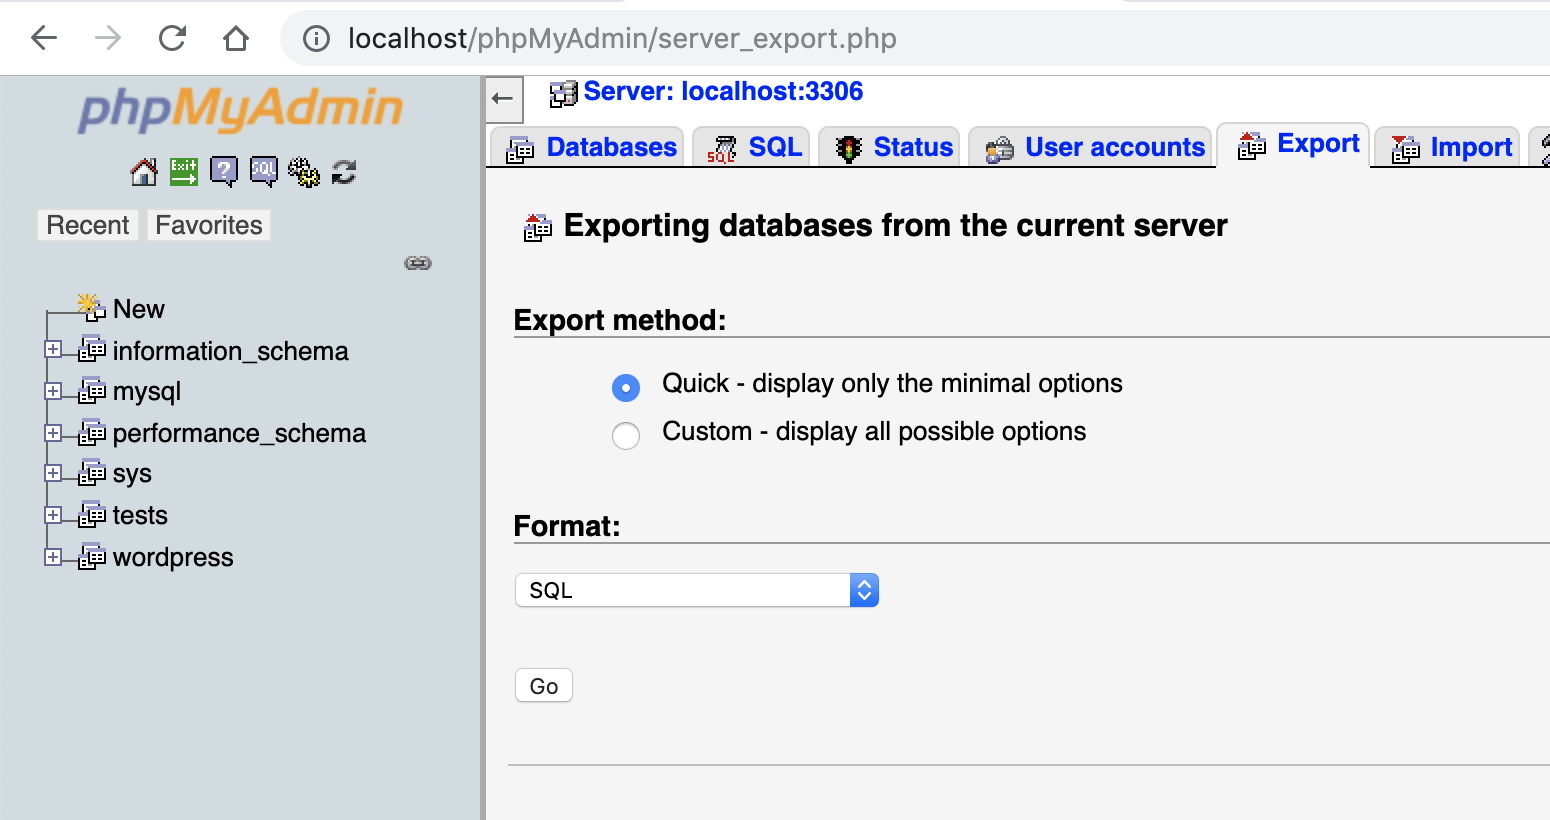 localhost/phpMyAdmin/server_export.php
phpMyAdmin
Exit
?
SQL
Recent
Favorites
New
information_schema
mysql
performance_schema
sys
tests
wordpress
←
Server: localhost:3306
Databases
SQL
Status
User accounts
Export
Import
Exporting databases from the current server
Export method:
Quick - display only the minimal options
Custom - display all possible options
Format:
SQL
Go